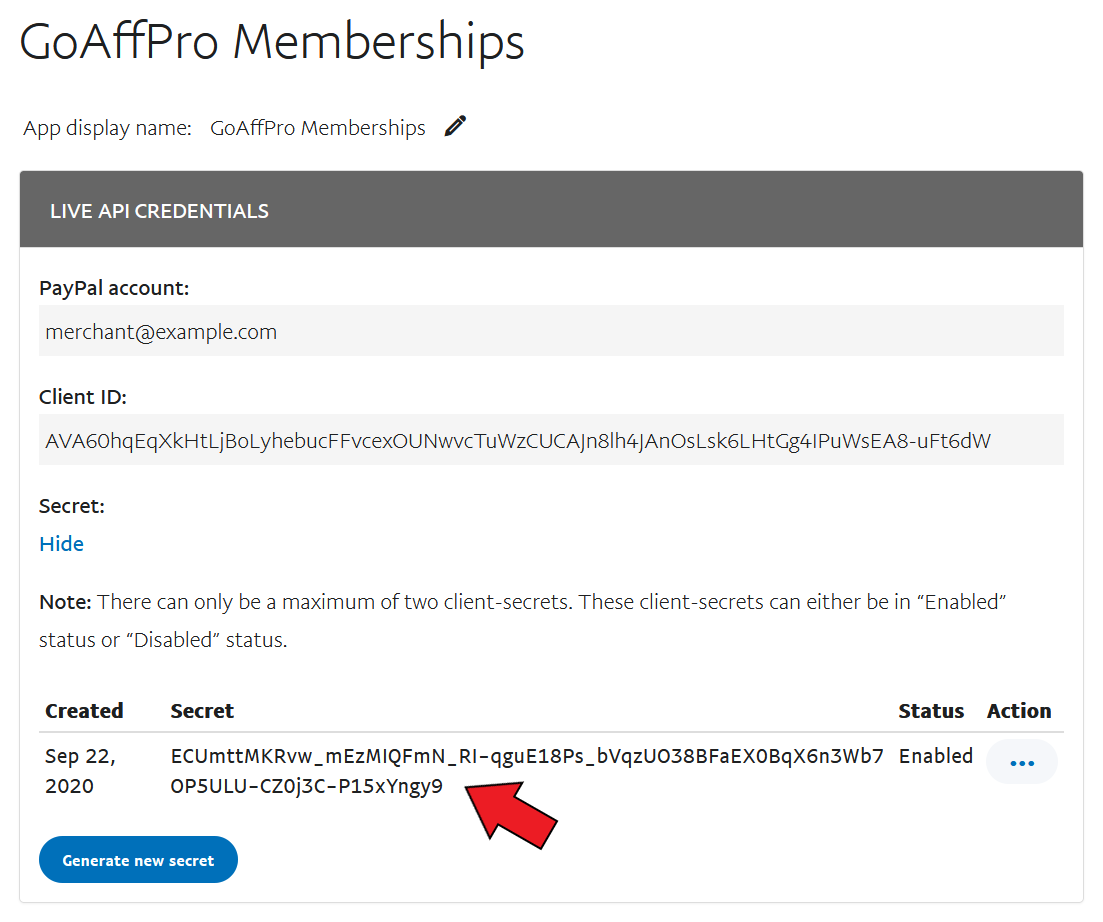 GoAffPro Memberships
App display name: GoAffPro Memberships
LIVE API CREDENTIALS
PayPal account:
merchant@example.com
Client ID:
AVA60hqEqXkHtLjBoLyhebucFFvcexOUNwvcTuWzCUCAJn8lh4JAnOsLsk6LHtGg4IPuWsEA8-uFt6dW
Secret:
Hide
Note: There can only be a maximum of two client-secrets. These client-secrets can either be in “Enabled”
status or “Disabled” status.
Created Secret Status Action
Sep 22, ECUmttMKRvw_mEzMIQFmN_RI-qguE18Ps_bVqzUO38BFaEX0BqX6n3Wb7 Enabled
2020 OP5ULU-CZ0j3C-P15xYngy9
Generate new secret